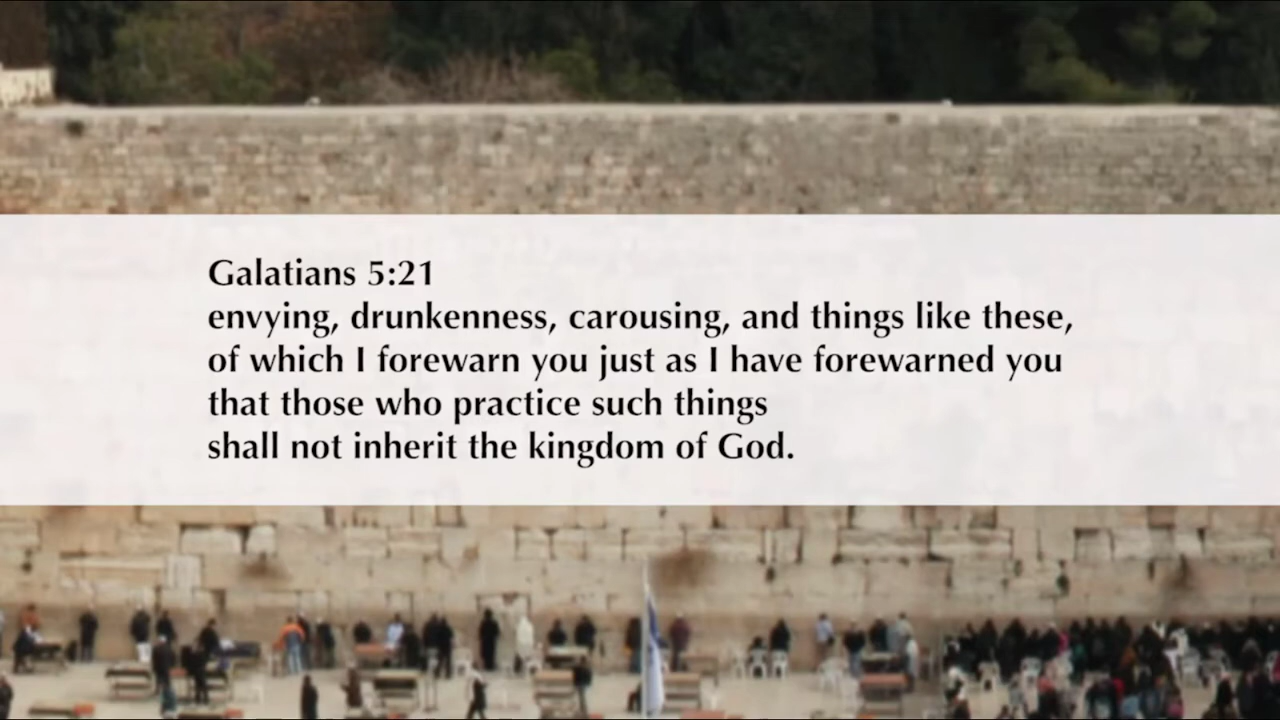 Galatians 5:21
envying, drunkenness, carousing, and things like these,
of which I forewarn you just as I have forewarned you
that those who practice such things
shall not inherit the kingdom of God.